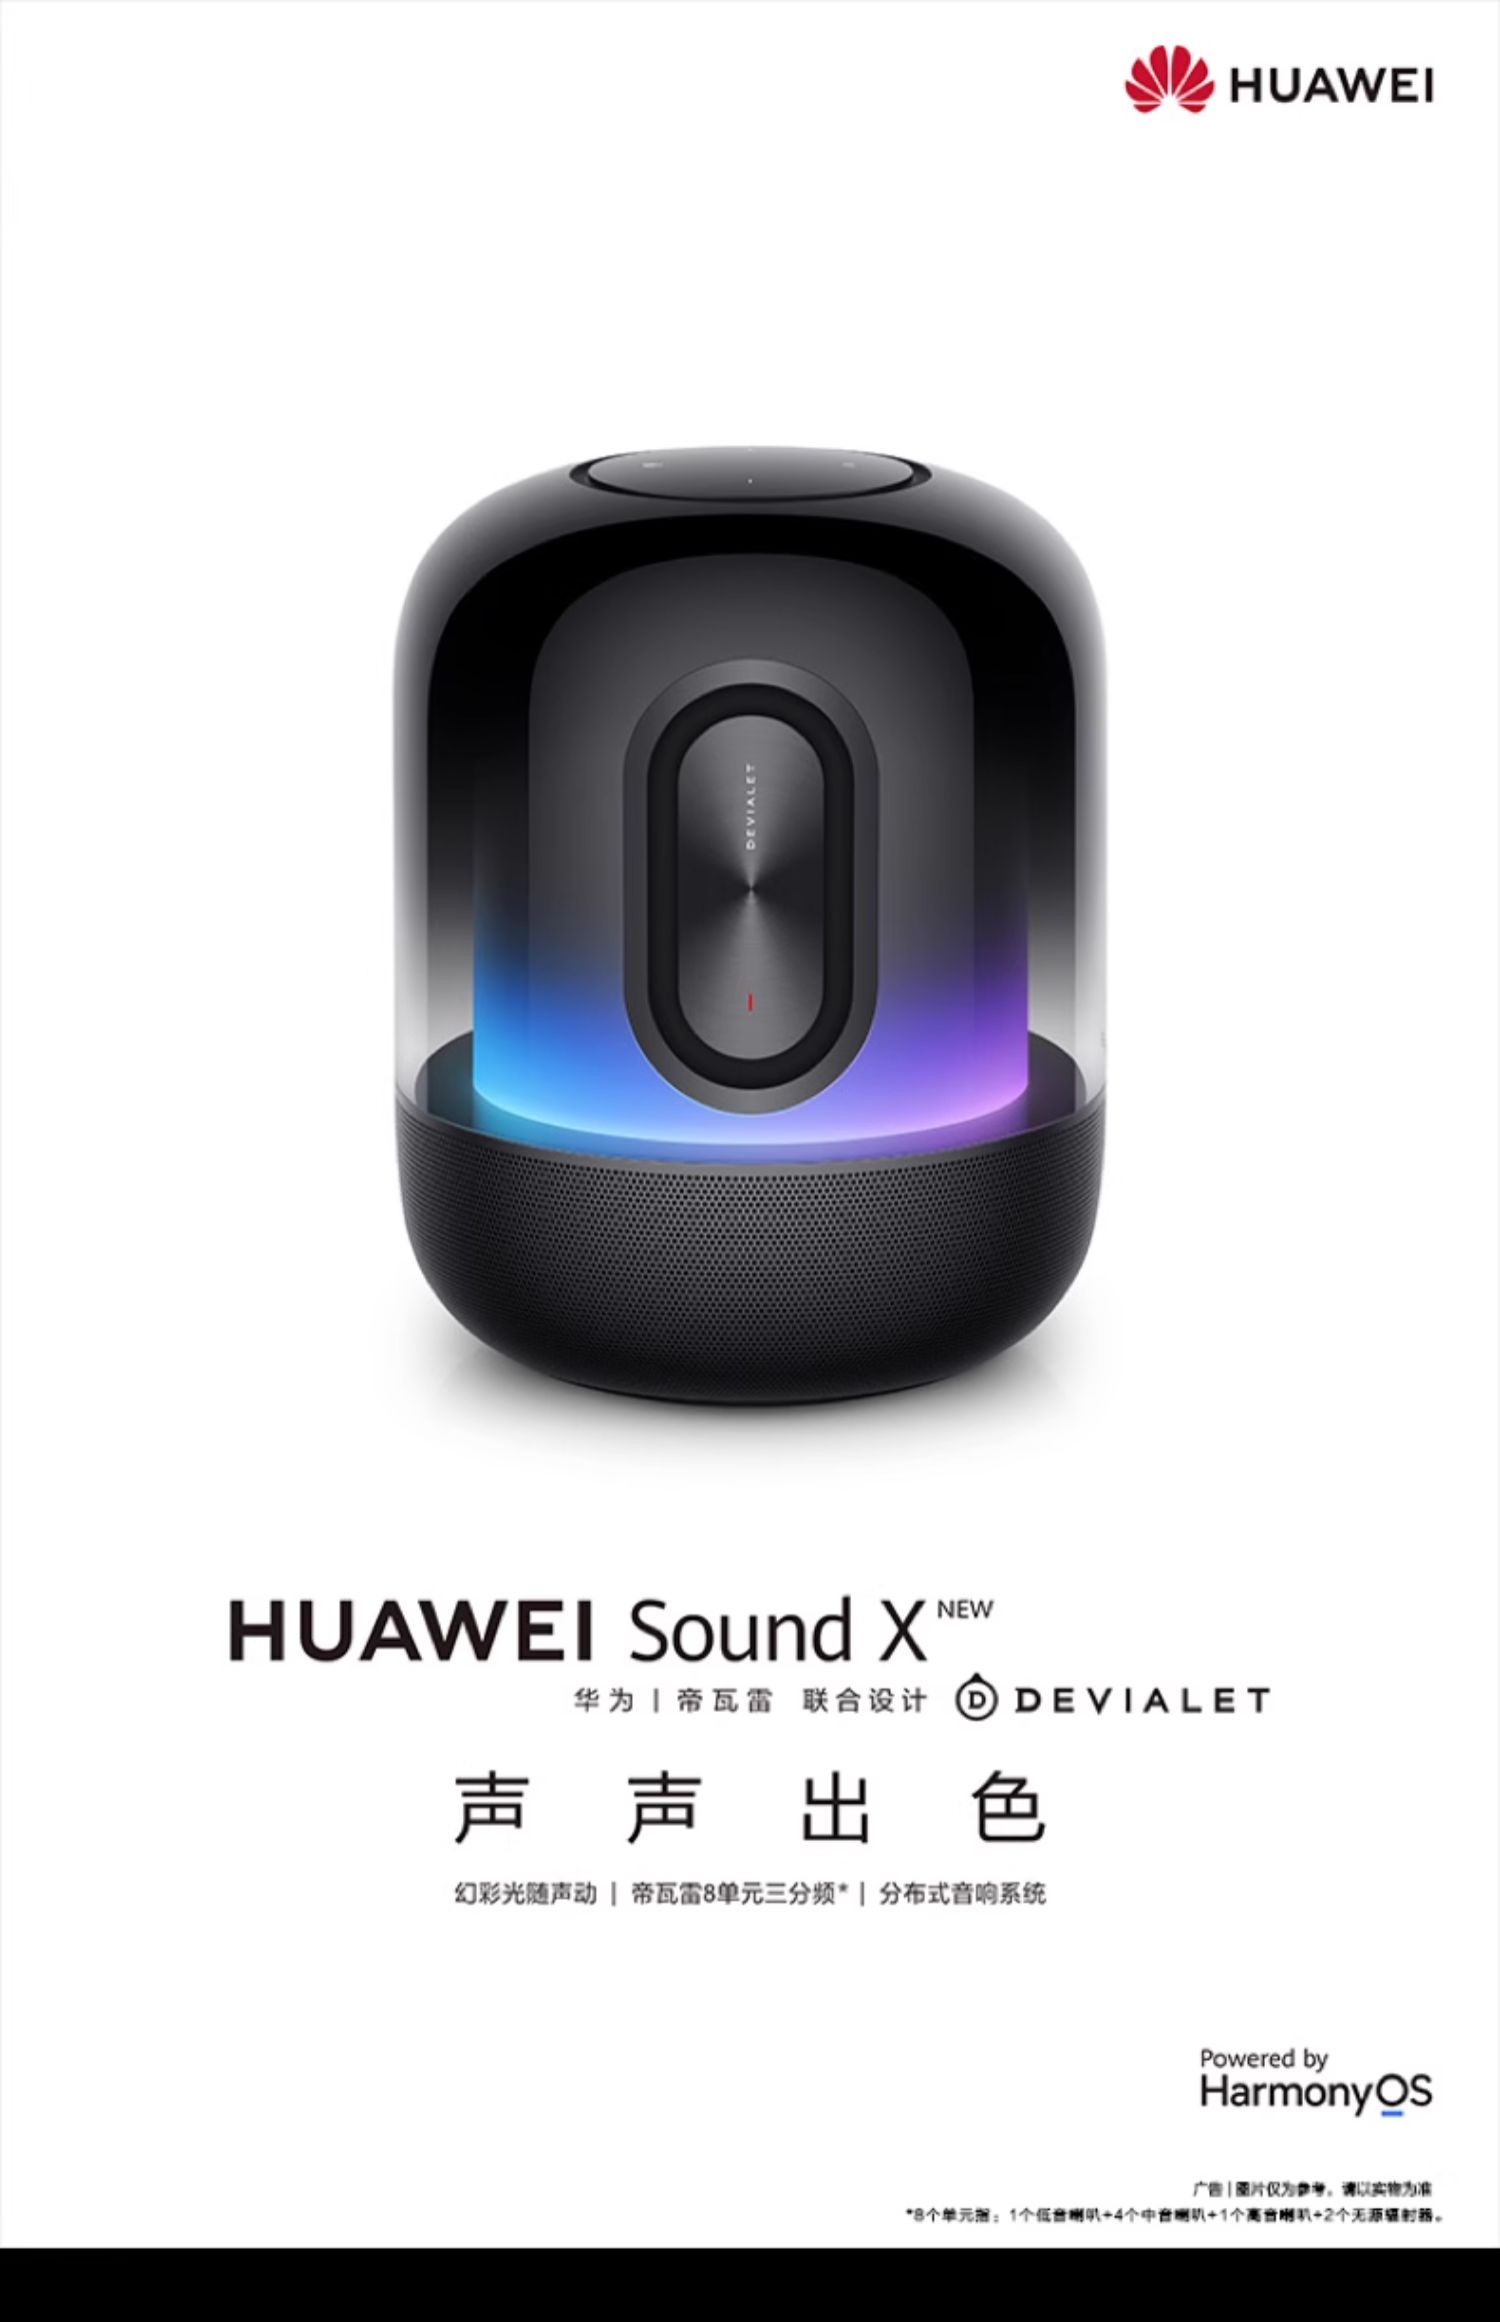 HUAWEI
DEVIALET
HUAWEI Sound X NEW
华为 | 帝瓦雷 联合设计 DEVIALET
声声出色
幻彩光随声动 | 帝瓦雷8单元三分频* | 分布式音响系统
Powered by
HarmonyOS
广告 | 图片仅为参考，请以实物为准
*8个单元指：1个低音喇叭+4个中音喇叭+1个高音喇叭+2个无源辐射器。